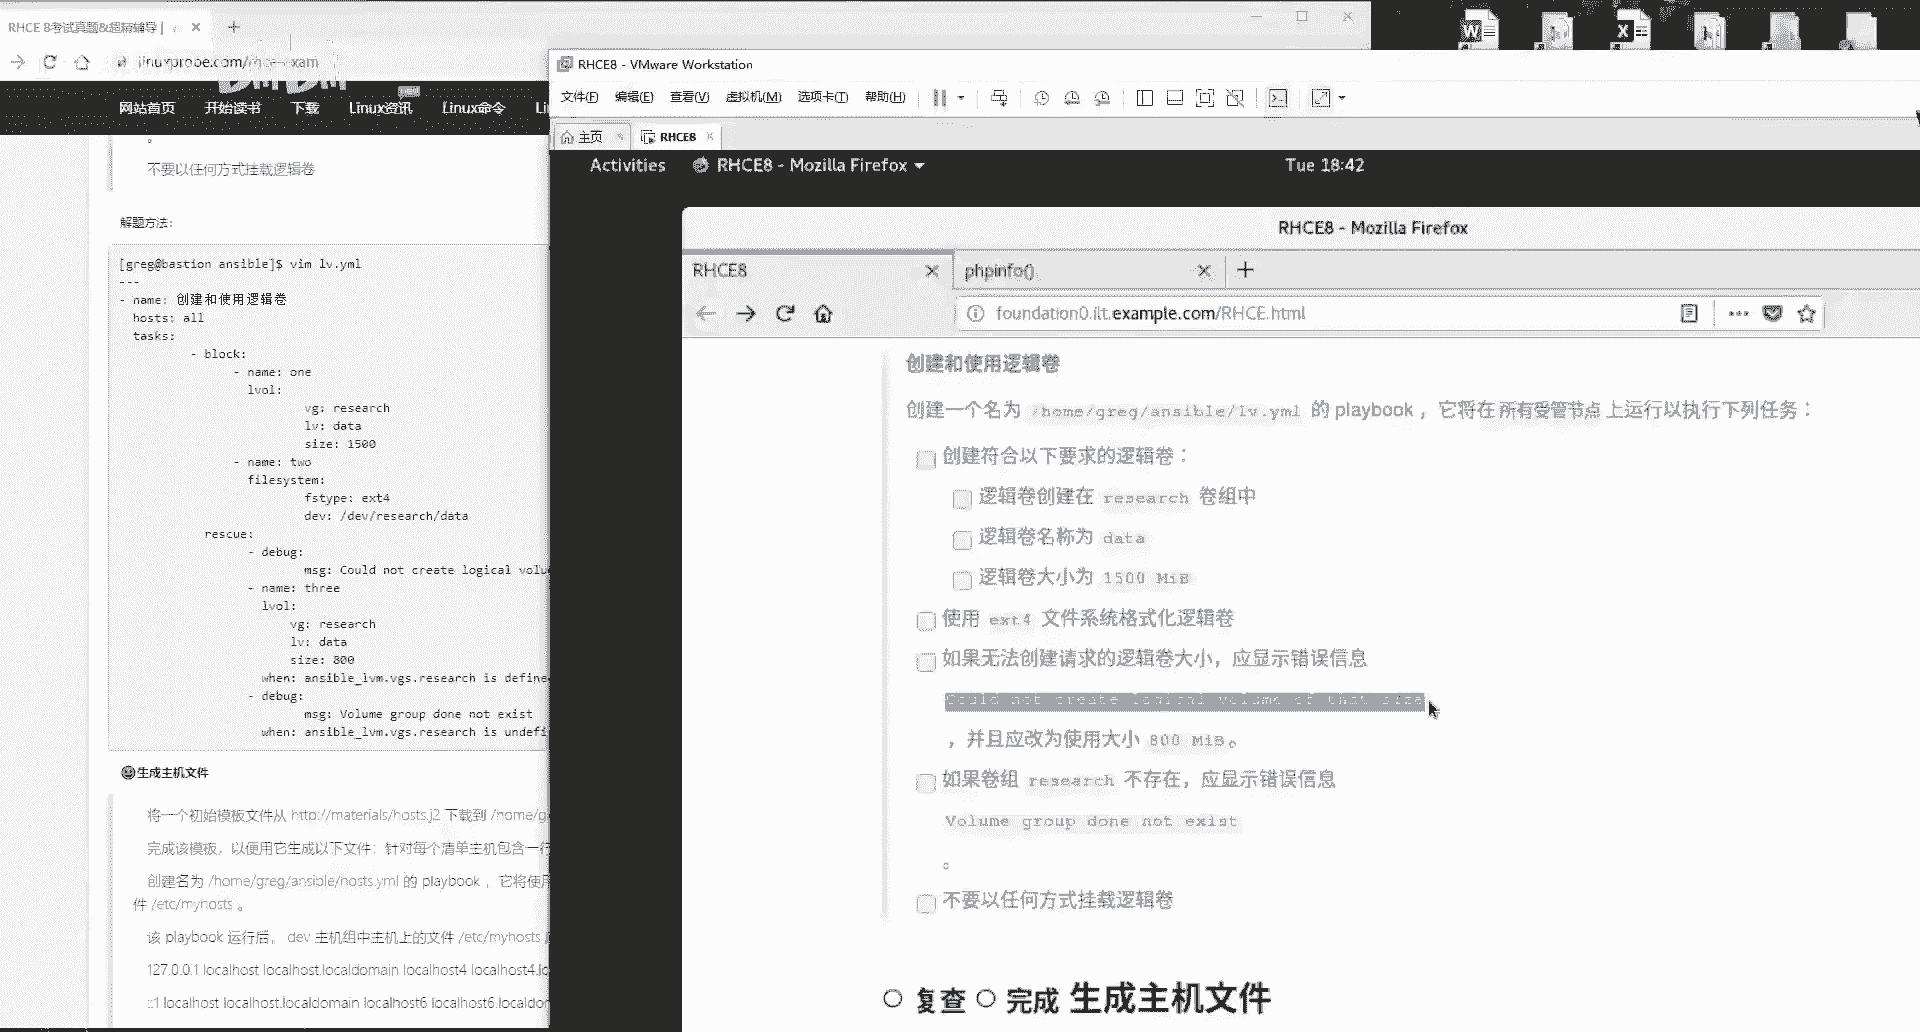 RHCE 8考试真题&超精辅导 |
网站首页 开始读书 下载 Linux资讯 Linux命令
不要以任何方式挂载逻辑卷
解题方法:
[greg@bastion ansible]$ vim lv.yml
---
- name: 创建和使用逻辑卷
hosts: all
tasks:
- block:
- name: one
lvol:
vg: research
lv: data
size: 1500
- name: two
filesystem:
fstype: ext4
dev: /dev/research/data
rescue:
- debug:
msg: Could not create logical volu
- name: three
lvol:
vg: research
lv: data
size: 800
when: ansible_lvm.vgs.research is define
- debug:
msg: Volume group done not exist
when: ansible_lvm.vgs.research is undefi
生成主机文件
将一个初始模板文件从 http://materials/hosts.j2 下载到 /home/g
完成该模板，以便用它生成以下文件：针对每个清单主机包含一行
创建名为 /home/greg/ansible/hosts.yml 的 playbook ，它将使用
件 /etc/myhosts 。
该 playbook 运行后， dev 主机组中主机上的文件 /etc/myhosts
127.0.0.1 localhost localhost.localdomain localhost4 localhost4.lo
::1 localhost localhost.localdomain localhost6 localhost6.localdo
RHCE8 - VMware Workstation
文件(F) 编辑(E) 查看(V) 虚拟机(M) 选项卡(T) 帮助(H)
主页 RHCE8
Activities RHCE8 - Mozilla Firefox Tue 18:42
RHCE8 - Mozilla Firefox
RHCE8 phpinfo()
foundation0.ilt.example.com/RHCE.html
创建和使用逻辑卷
创建一个名为 /home/greg/ansible/lv.yml 的 playbook ，它将在 所有受管节点 上运行以执行下列任务：
创建符合以下要求的逻辑卷：
逻辑卷创建在 research 卷组中
逻辑卷名称为 data
逻辑卷大小为 1500 MiB
使用 ext4 文件系统格式化逻辑卷
如果无法创建请求的逻辑卷大小，应显示错误信息
Could not create logical volume of that size
，并且应改为使用大小 800 MiB。
如果卷组 research 不存在，应显示错误信息
Volume group done not exist
。
不要以任何方式挂载逻辑卷
复查 完成 生成主机文件